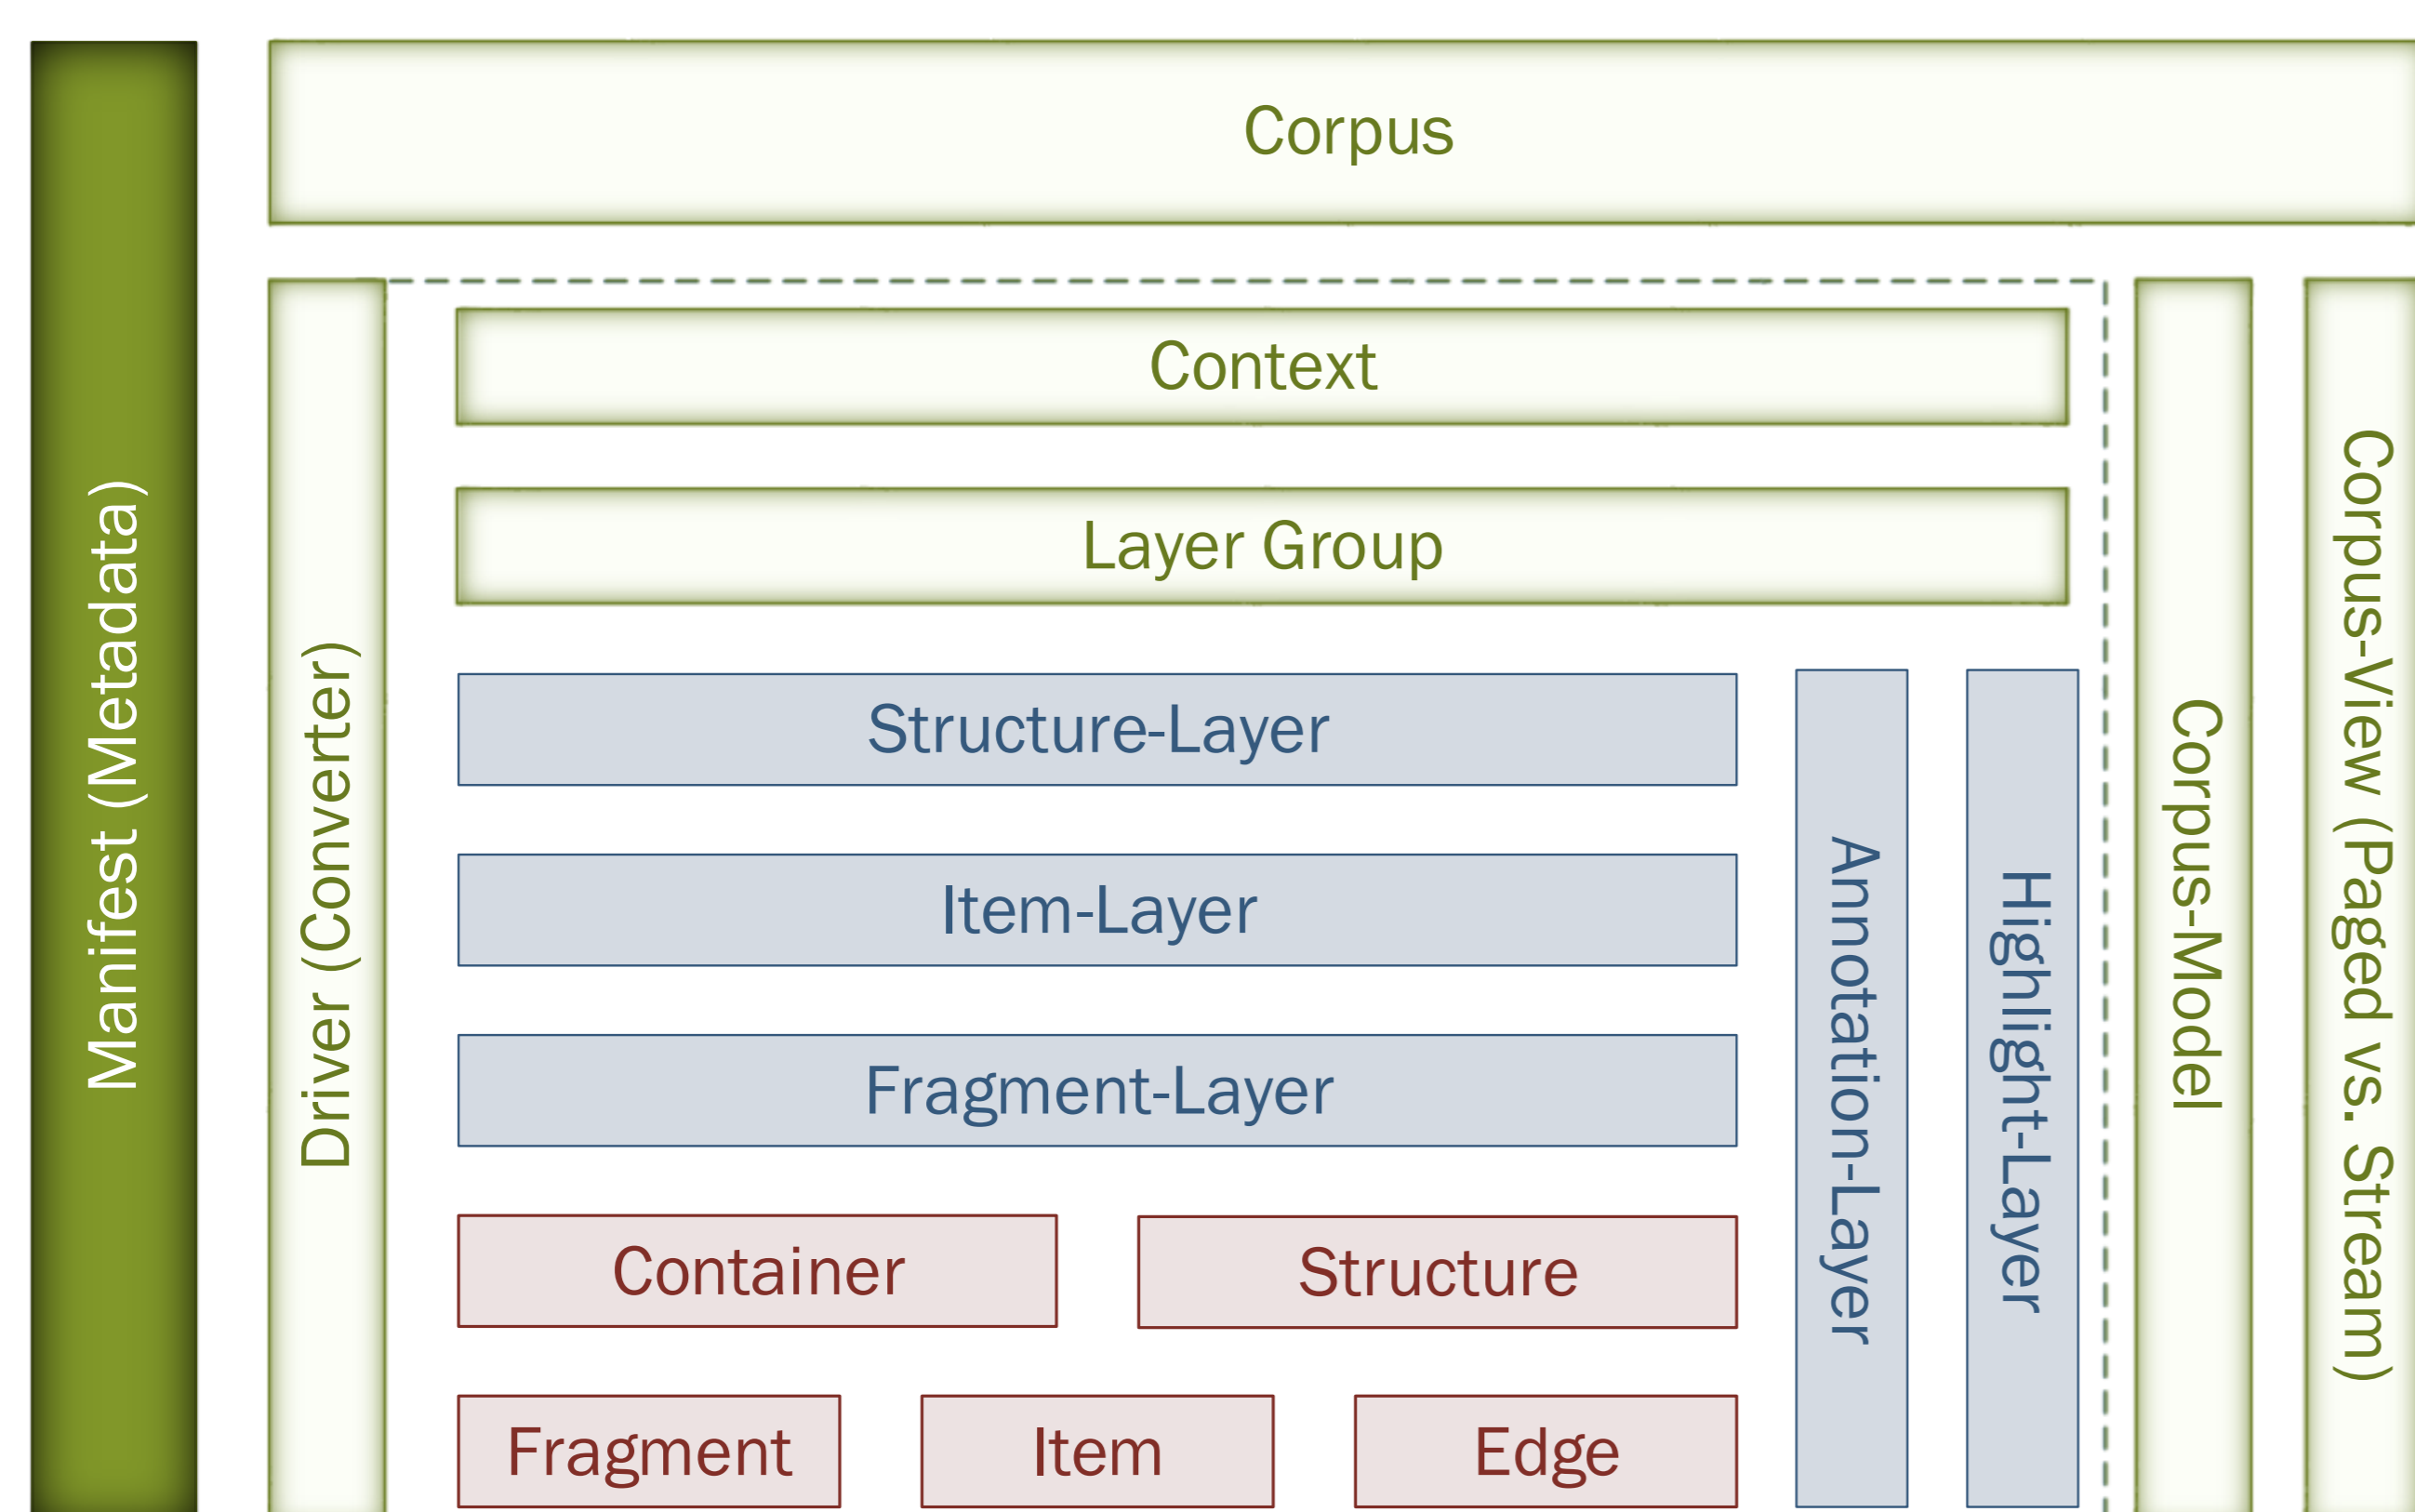 Corpus
Manifest (Metadata)
Driver (Converter)
Context
Layer Group
Structure-Layer
Item-Layer
Fragment-Layer
Container
Structure
Fragment
Item
Edge
Annotation-Layer
Highlight-Layer
Corpus-Model
Corpus-View (Paged vs. Stream)